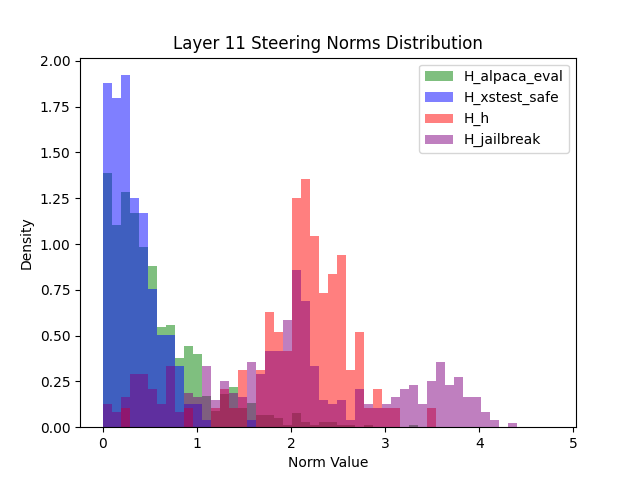 Layer 11 Steering Norms Distribution
2.00
1.75
1.50
1.25
1.00
0.75
0.50
0.25
0.00
Density
H_alpaca_eval
H_xstest_safe
H_h
H_jailbreak
0 1 2 3 4 5
Norm Value